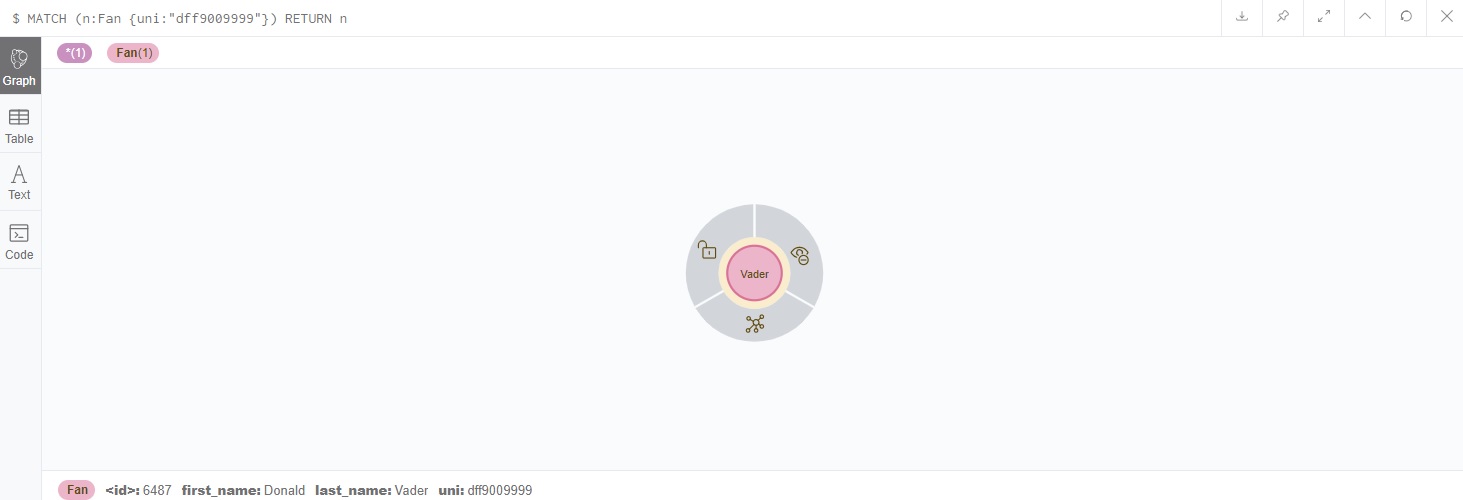 $ MATCH (n:Fan {uni:"dff9009999"}) RETURN n
*(1) Fan(1)
Graph
Table
A
Text
Code
Vader
Fan <id>: 6487 first_name: Donald last_name: Vader uni: dff9009999